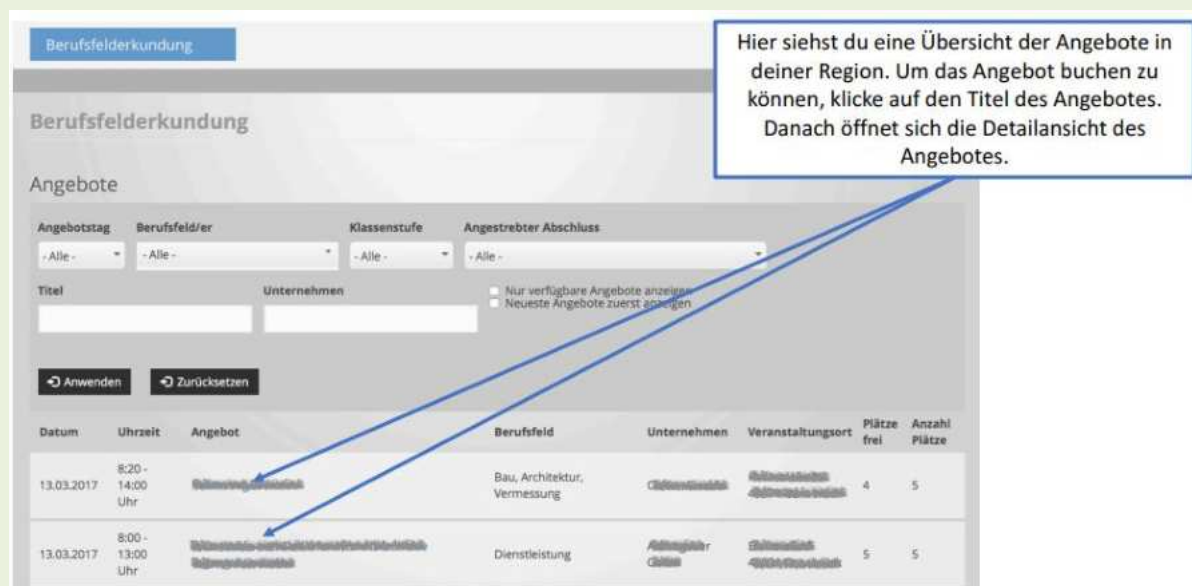 Berufsfelderkundung
Hier siehst du eine Übersicht der Angebote in
deiner Region. Um das Angebot buchen zu
können, klicke auf den Titel des Angebotes.
Danach öffnet sich die Detailansicht des
Angebotes.
Berufsfelderkundung
Angebote
Angebotstag Berufsfeld/er Klassenstufe Angestrebter Abschluss
- Alle - - Alle - - Alle - - Alle -
Titel Unternehmen Nur verfügbare Angebote anzeigen
Neueste Angebote zuerst anzeigen
Anwenden Zurücksetzen
Datum Uhrzeit Angebot Berufsfeld Unternehmen Veranstaltungsort Plätze frei Anzahl Plätze
8:20 -
13.03.2017 14:00 Bau, Architektur, 4 5
Uhr Vermessung
8:00 -
13.03.2017 13:00 Dienstleistung 5 5
Uhr